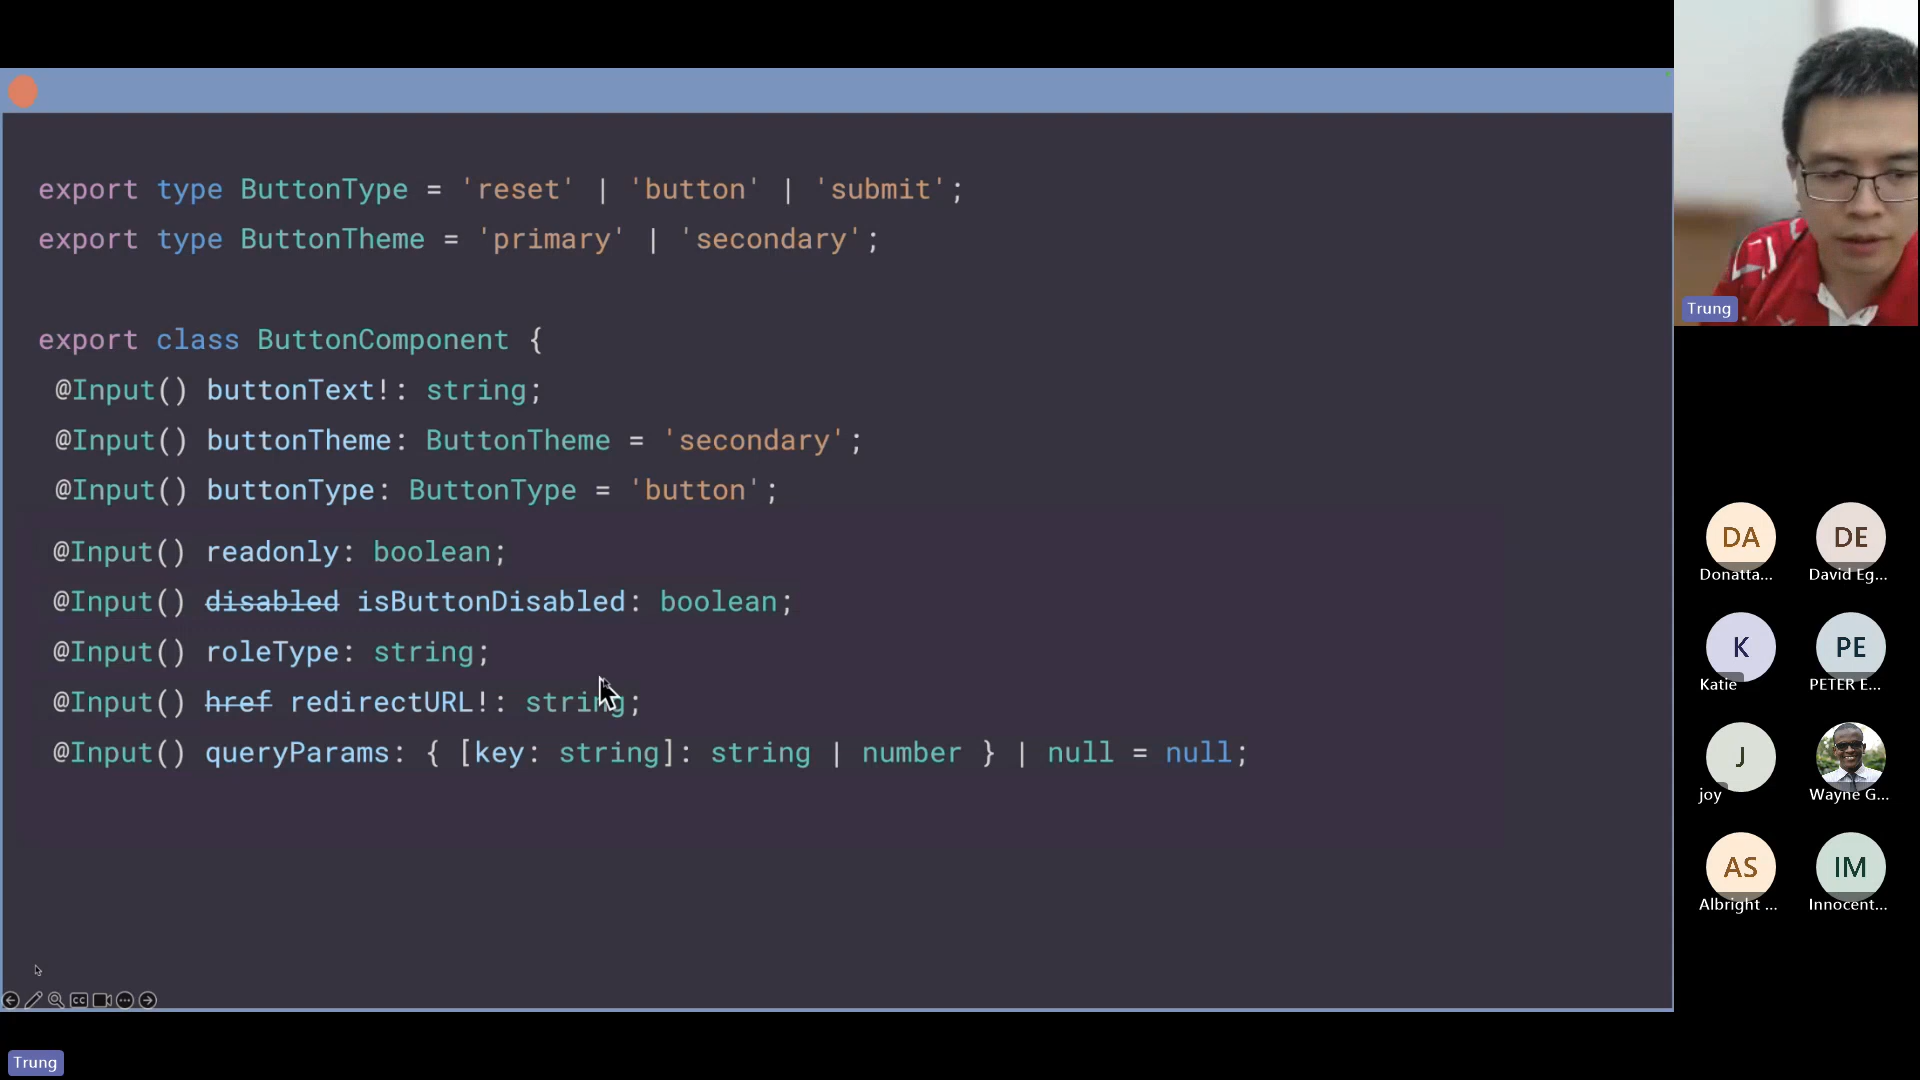 export type ButtonType = 'reset' | 'button' | 'submit';
export type ButtonTheme = 'primary' | 'secondary';
export class ButtonComponent {
@Input() buttonText!: string;
@Input() buttonTheme: ButtonTheme = 'secondary';
@Input() buttonType: ButtonType = 'button';
@Input() readonly: boolean;
@Input() disabled isButtonDisabled: boolean;
@Input() roleType: string;
@Input() href redirectURL!: string;
@Input() queryParams: { [key: string]: string | number } | null = null;
CC
Trung
Trung
DA
Donatta...
DE
David Eg...
K
Katie
PE
PETER E...
J
joy
Wayne G...
AS
Albright ...
IM
Innocent...